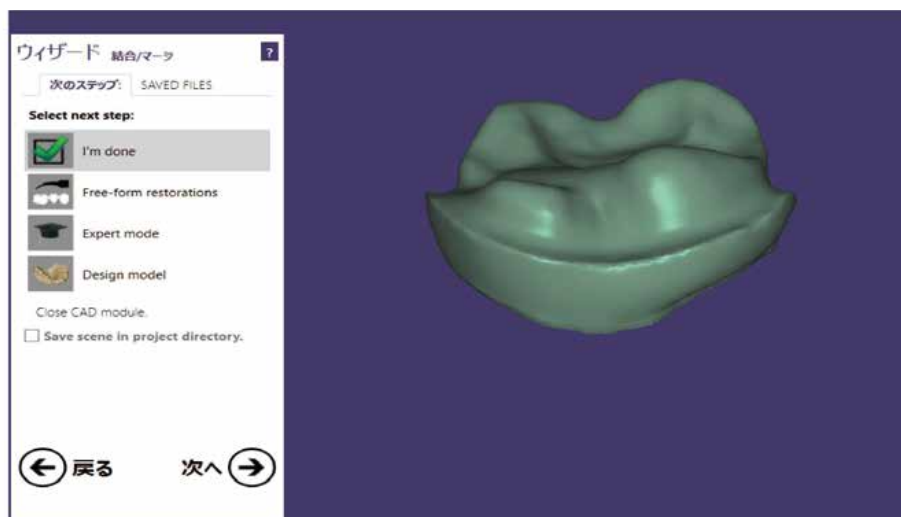 ウィザード 結合/マージ
?
次のステップ: SAVED FILES
Select next step:
I'm done
Free-form restorations
Expert mode
Design model
Close CAD module.
Save scene in project directory.
戻る 次へ